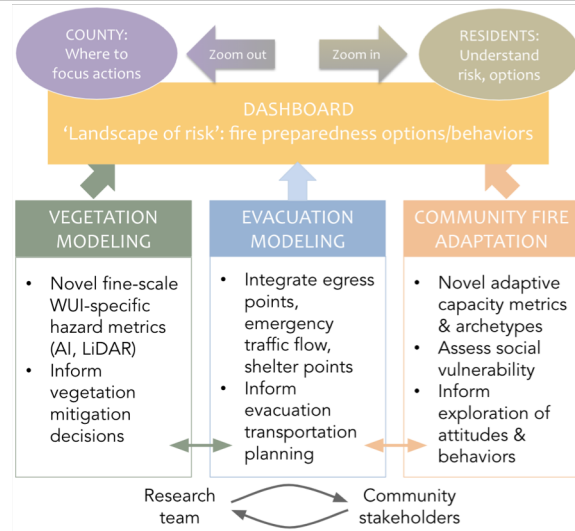 COUNTY:
Where to
focus actions
Zoom out
Zoom in
RESIDENTS:
Understand
risk, options
DASHBOARD
‘Landscape of risk’: fire preparedness options/behaviors
VEGETATION
MODELING
• Novel fine-scale
WUI-specific
hazard metrics
(AI, LiDAR)
• Inform
vegetation
mitigation
decisions
EVACUATION
MODELING
• Integrate egress
points,
emergency
traffic flow,
shelter points
• Inform
evacuation
transportation
planning
COMMUNITY FIRE
ADAPTATION
• Novel adaptive
capacity metrics
& archetypes
• Assess social
vulnerability
• Inform
exploration of
attitudes &
behaviors
Research
team
Community
stakeholders